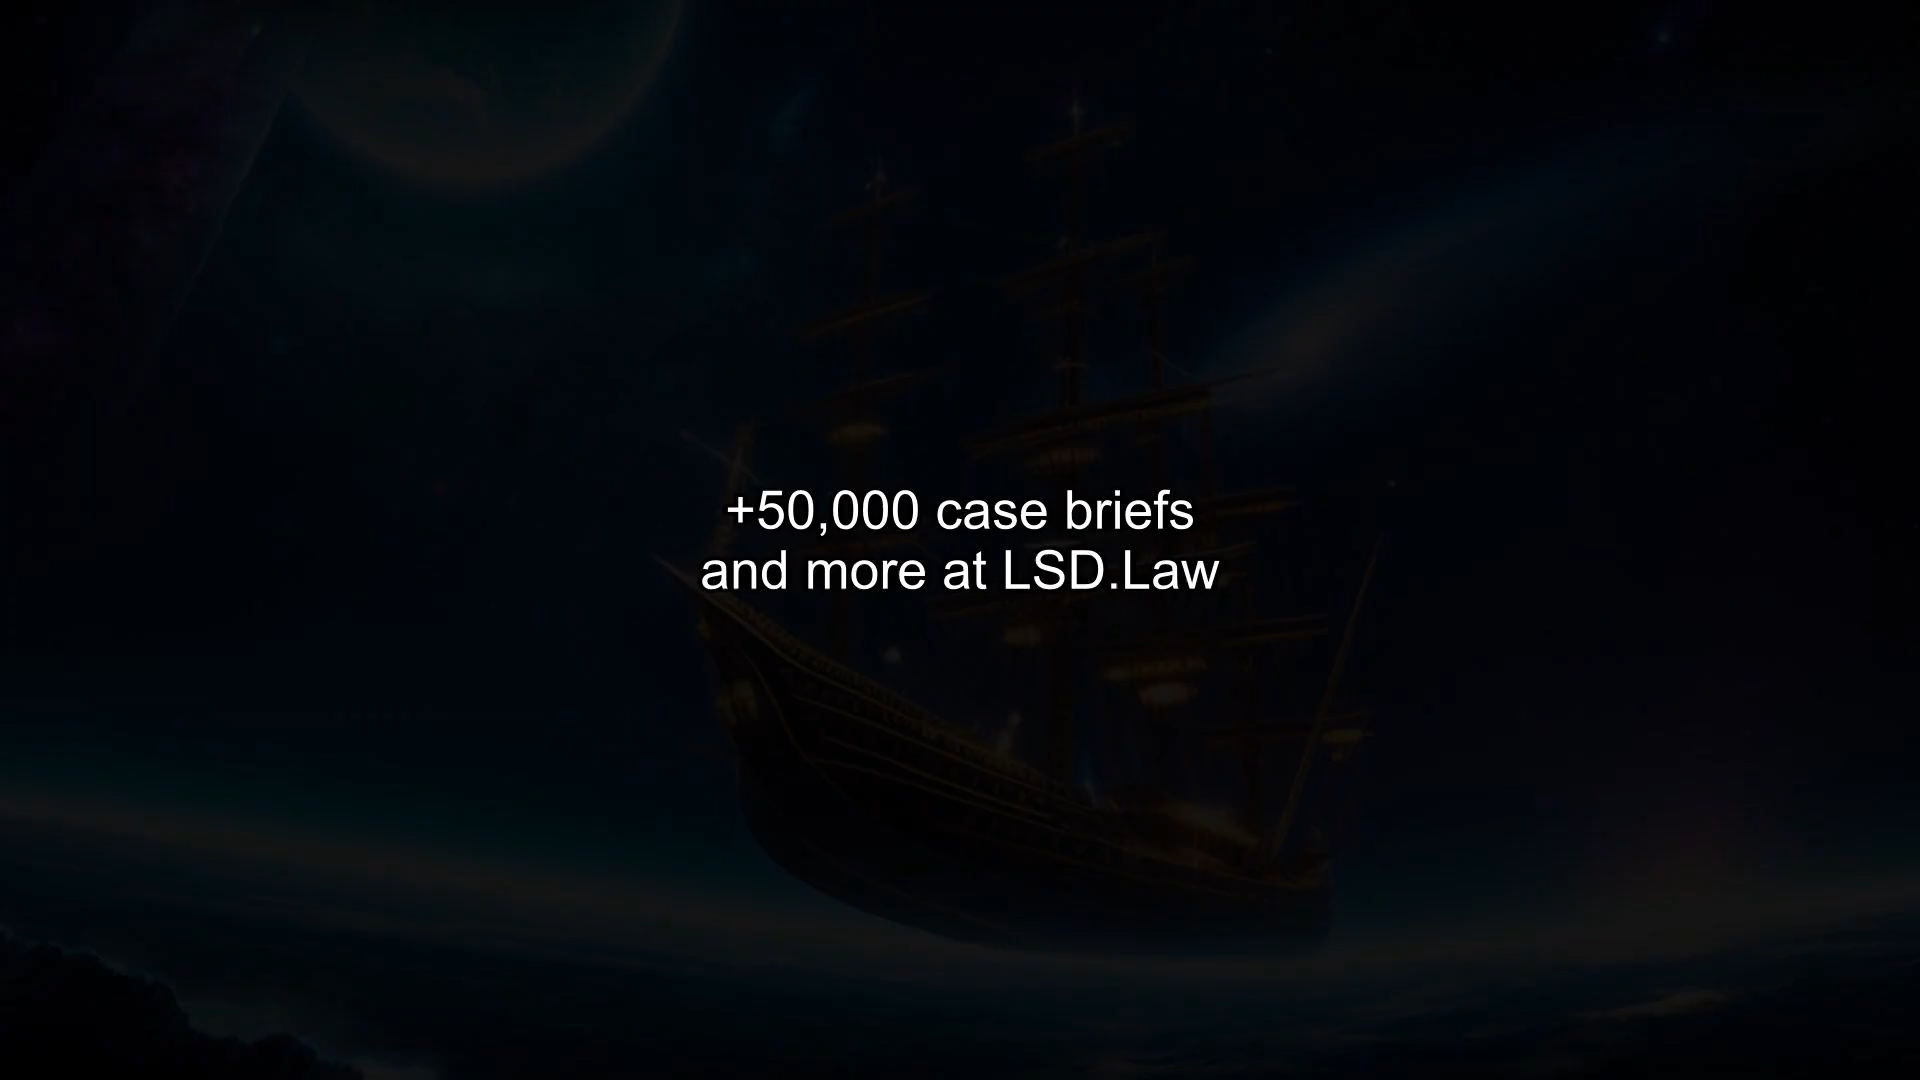 +50,000 case briefs
and more at LSD.Law